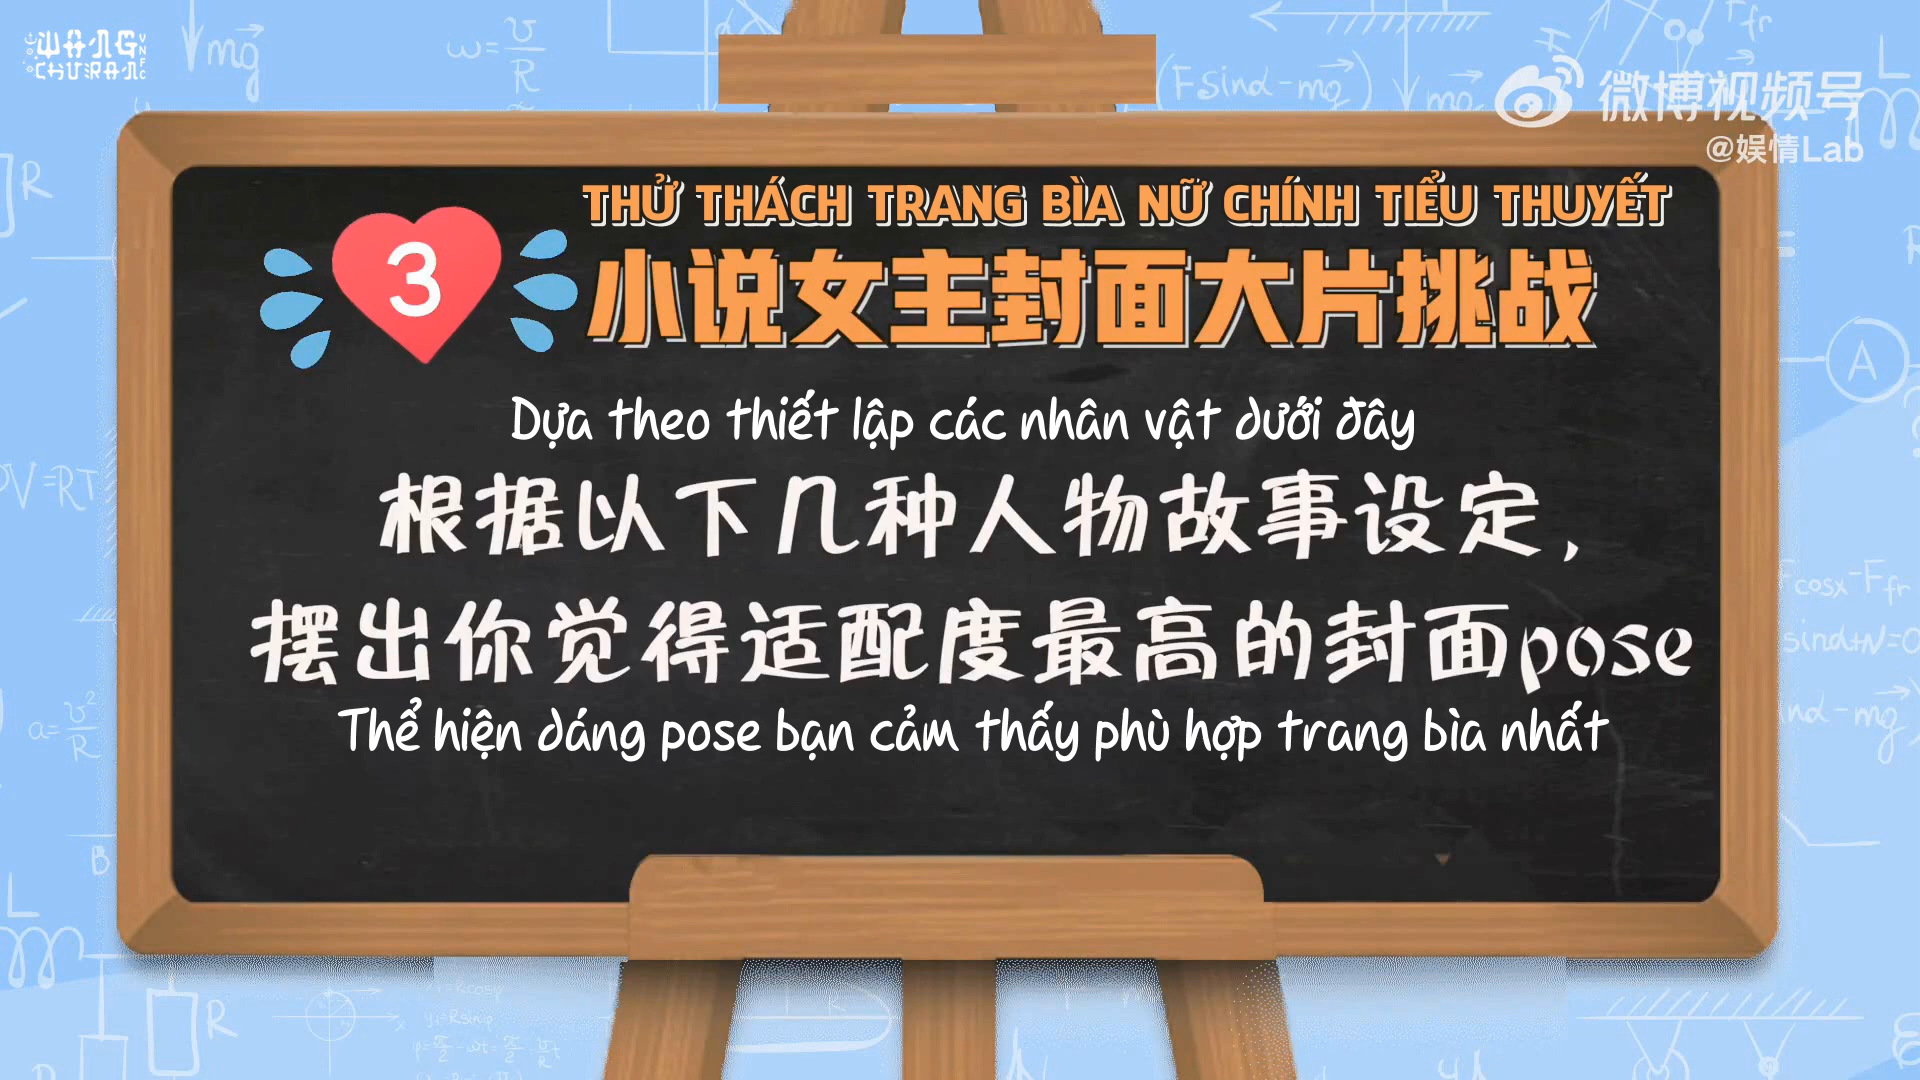 WANG
CHURAN
VNFC
微博视频号
@娱情Lab
3
THỬ THÁCH TRANG BÌA NỮ CHÍNH TIỂU THUYẾT
小说女主封面大片挑战
Dựa theo thiết lập các nhân vật dưới đây
根据以下几种人物故事设定,
摆出你觉得适配度最高的封面pose
Thể hiện dáng pose bạn cảm thấy phù hợp trang bìa nhất